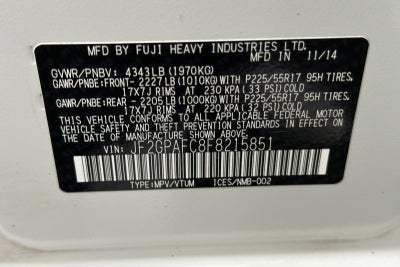 MFD BY FUJI HEAVY INDUSTRIES LTD.
MFD IN 11/14
GVWR/PNBV: 4343LB(1970KG)
GAWR/PNBE:FRONT- 2227LB(1010KG)WITH P225/55R17 95H TIRES,
17X7J RIMS AT 230 KPA(33 PSI)COLD
GAWR/PNBE:REAR - 2205LB(1000KG)WITH P225/55R17 95H TIRES,
17X7J RIMS AT 220 KPA(32 PSI)COLD
THIS VEHICLE CONFORMS TO ALL APPLICABLE FEDERAL MOTOR
VEHICLE SAFETY STANDARDS IN EFFECT ON THE DATE OF
MANUFACTURE SHOWN ABOVE.
VIN: JF2GPAFC8F8215851
TYPE:MPV/VTUM ICES/NMB-002